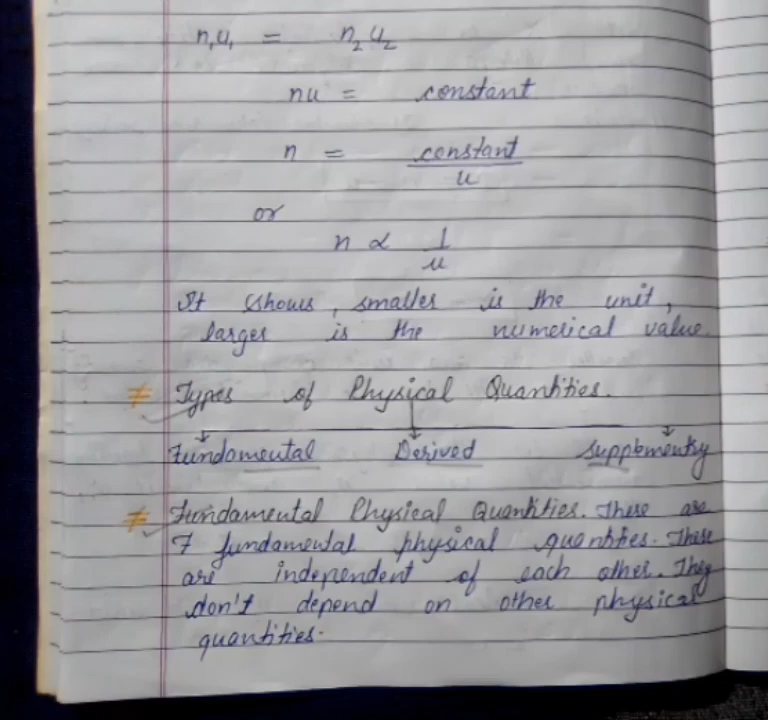 n₁u₁ = n₂u₂
nu = constant
n = constant
u
or
n ∝ 1
u
It shows, smaller is the unit,
larger is the numerical value.
Types of Physical Quantities.
Fundamental Derived Supplementry
Fundamental Physical Quantities. There are
7 fundamental physical quantities. These
are independent of each other. They
don't depend on other physical
quantities.